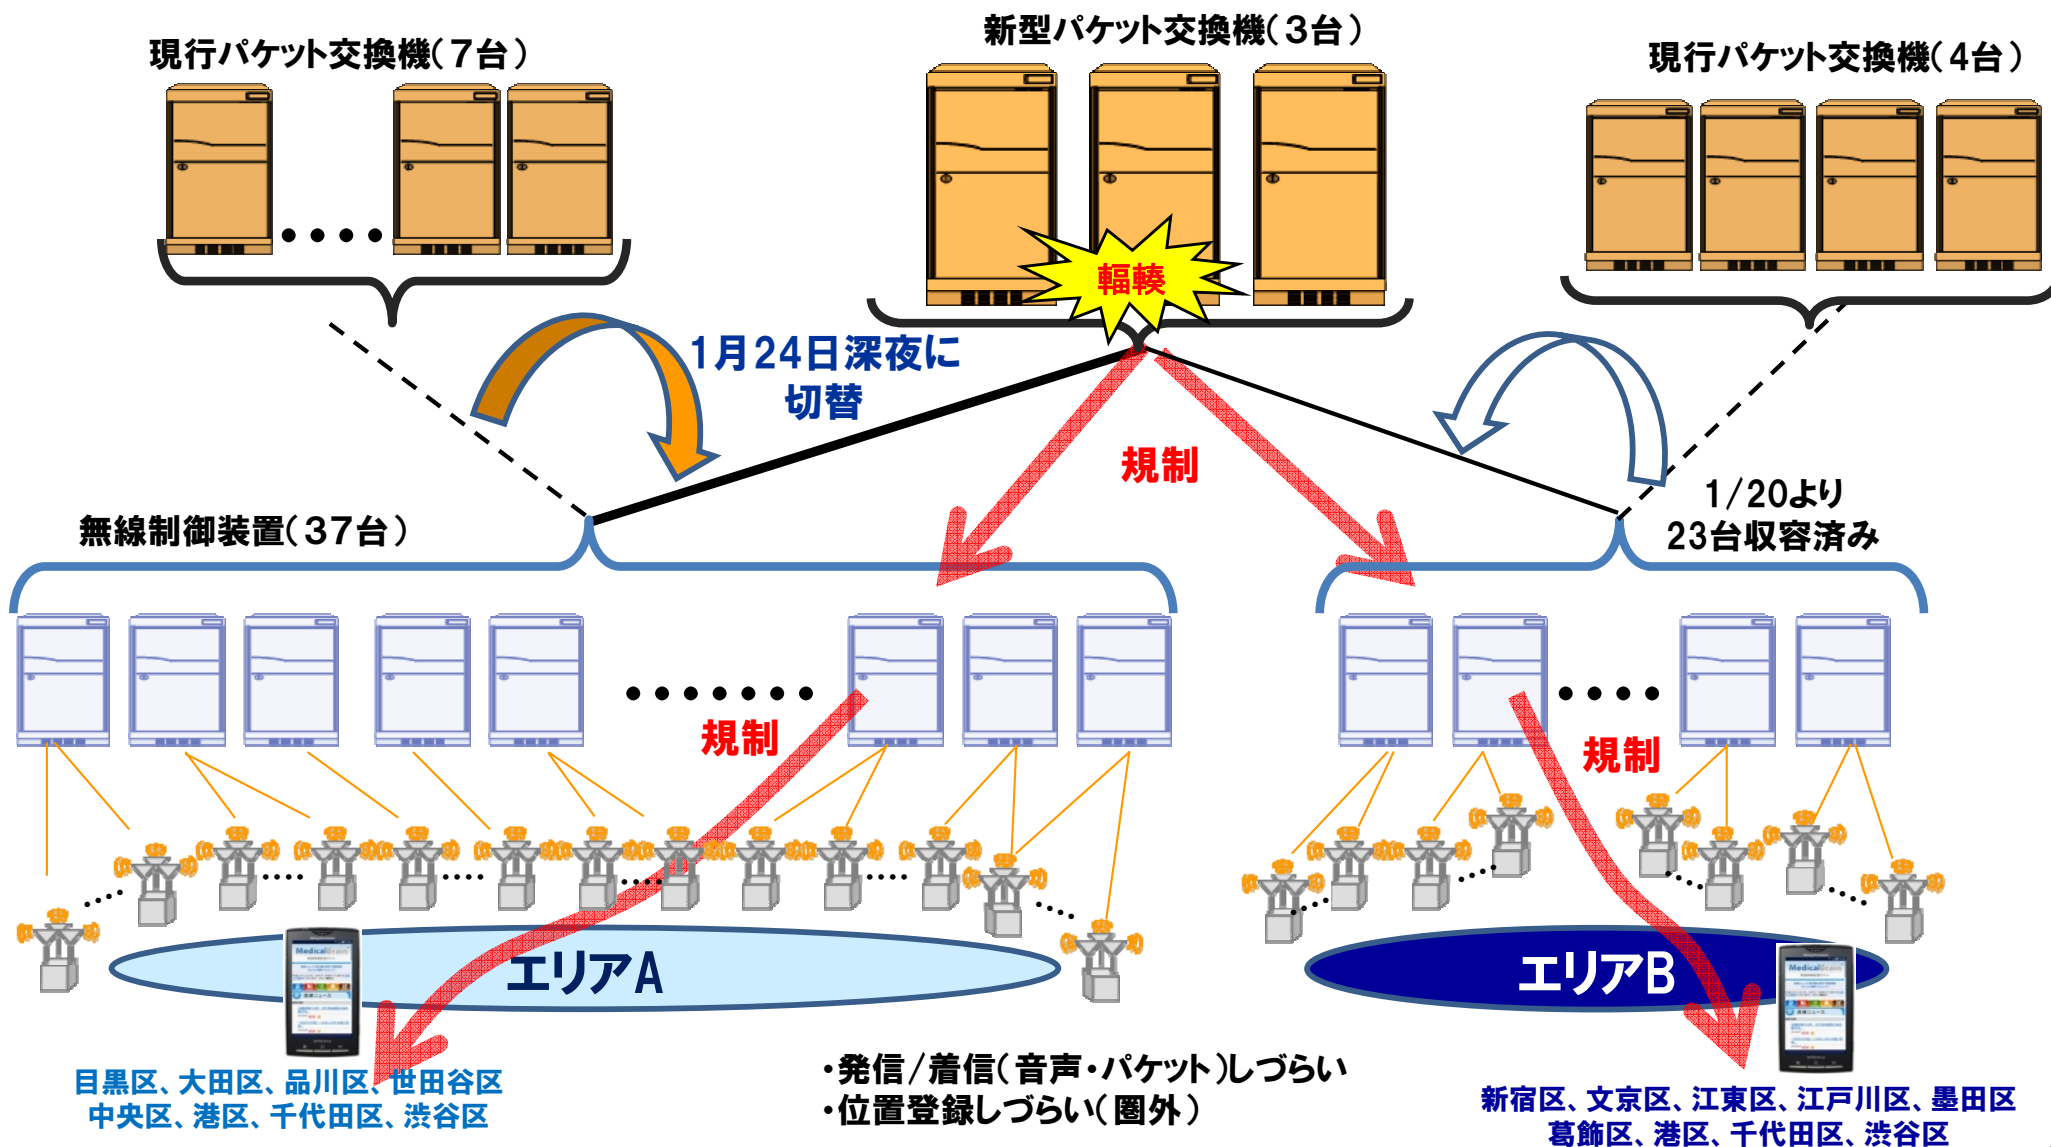 新型パケット交換機(3台)
現行パケット交換機(7台)
現行パケット交換機(4台)
輻輳
1月24日深夜に
切替
規制
1/20より
23台収容済み
無線制御装置(37台)
規制
規制
エリアA
エリアB
MedicalBrain
MedicalBrain
・発信/着信(音声・パケット)しづらい
・位置登録しづらい(圏外)
目黒区、大田区、品川区、世田谷区
中央区、港区、千代田区、渋谷区
新宿区、文京区、江東区、江戸川区、墨田区
葛飾区、港区、千代田区、渋谷区